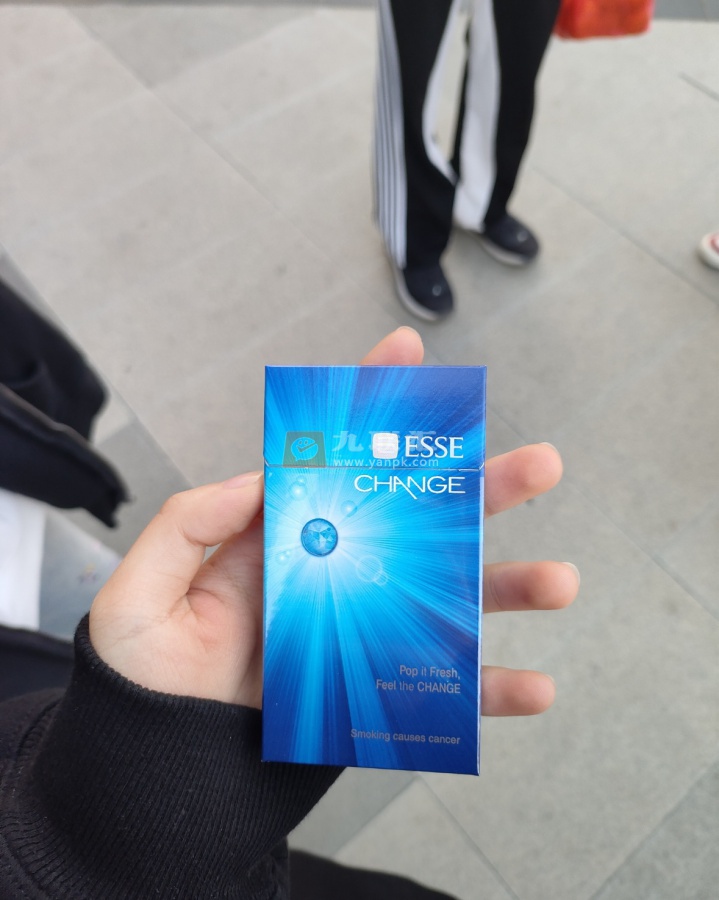 ESSE
www.yanpk.com
CHANGE
Pop it Fresh,
Feel the CHANGE
Smoking causes cancer